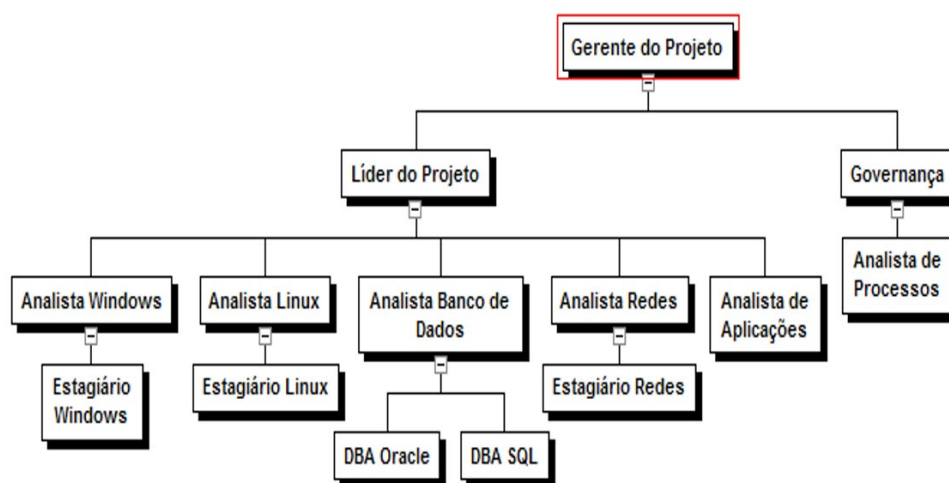 Gerente do Projeto
Líder do Projeto
Governança
Analista Windows
Analista Linux
Analista Banco de
Dados
Analista Redes
Analista de
Aplicações
Analista de
Processos
Estagiário
Windows
Estagiário Linux
Estagiário Redes
DBA Oracle
DBA SQL